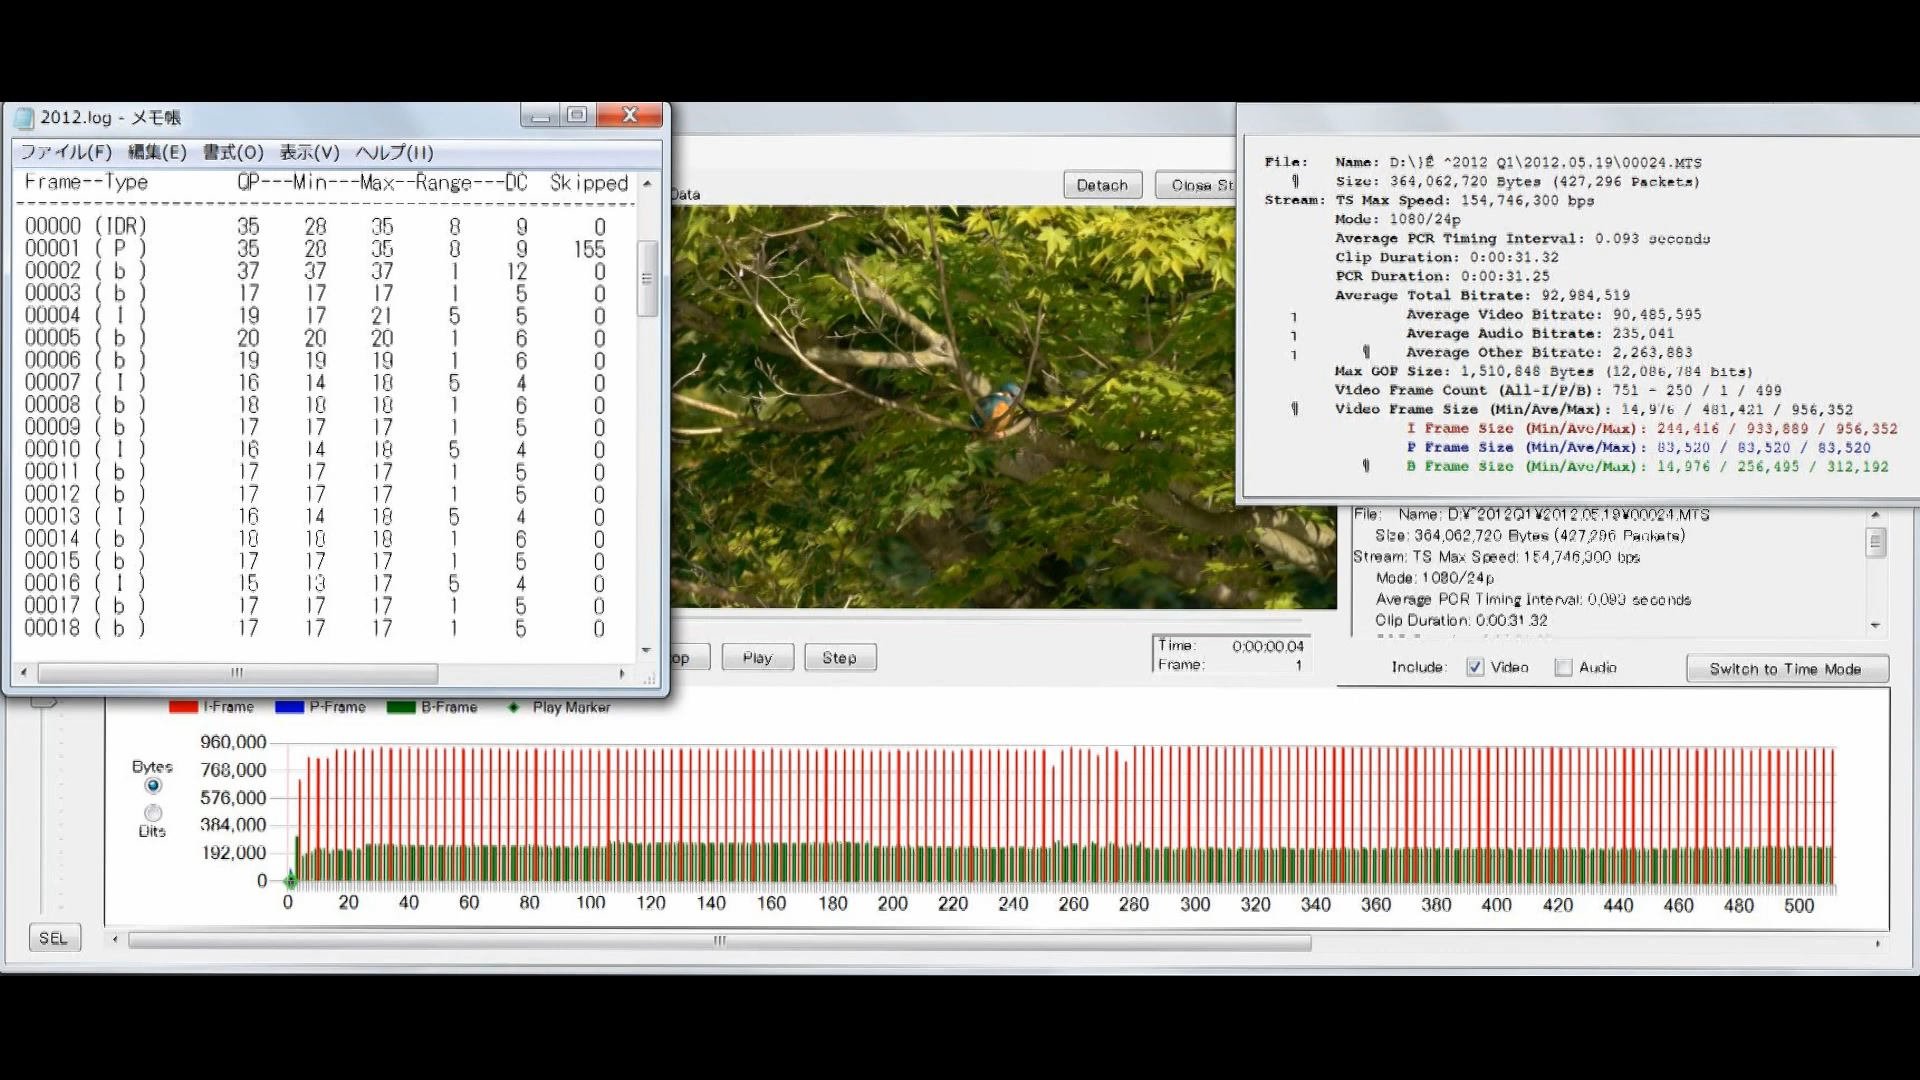 2012.log - メモ帳
ファイル(F) 編集(E) 書式(O) 表示(V) ヘルプ(H)
Frame--Type QP---Min---Max--Range---DC Skipped
00000 (IDR) 35 28 35 8 9 0
00001 ( P ) 35 28 35 8 9 155
00002 ( b ) 37 37 37 1 12 0
00003 ( b ) 17 17 17 1 5 0
00004 ( I ) 19 17 21 5 5 0
00005 ( b ) 20 20 20 1 6 0
00006 ( b ) 19 19 19 1 6 0
00007 ( I ) 16 14 18 5 4 0
00008 ( b ) 18 18 18 1 6 0
00009 ( b ) 17 17 17 1 5 0
00010 ( I ) 16 14 18 5 4 0
00011 ( b ) 17 17 17 1 5 0
00012 ( b ) 17 17 17 1 5 0
00013 ( I ) 16 14 18 5 4 0
00014 ( b ) 18 18 18 1 6 0
00015 ( b ) 17 17 17 1 5 0
00016 ( I ) 15 13 17 5 4 0
00017 ( b ) 17 17 17 1 5 0
00018 ( b ) 17 17 17 1 5 0
Data
Detach
Close St
File: Name: ^2012 Q1\2012.05.19\00024.MTS
Size: 364,062,720 Bytes (427,296 Packets)
Stream: TS Max Speed: 154,746,300 bps
Mode: 1080/24p
Average PCR Timing Interval: 0.093 seconds
Clip Duration: 0:00:31.32
PCR Duration: 0:00:31.25
Average Total Bitrate: 92,984,519
Average Video Bitrate: 90,485,595
Average Audio Bitrate: 235,041
Average Other Bitrate: 2,263,883
Max GOP Size: 1,510,848 Bytes (12,086,784 bits)
Video Frame Count (All-I/P/B): 751 - 250 / 1 / 499
Video Frame Size (Min/Ave/Max): 14,976 / 481,421 / 956,352
I Frame Size (Min/Ave/Max): 244,416 / 933,889 / 956,352
P Frame Size (Min/Ave/Max): 83,520 / 83,520 / 83,520
B Frame Size (Min/Ave/Max): 14,976 / 256,495 / 312,192
File: Name: D:¥^2012Q1¥2012.05.19¥00024.MTS
Size: 364,062,720 Bytes (427,296 Packets)
Stream: TS Max Speed: 154,746,300 bps
Mode: 1080/24p
Average PCR Timing Interval: 0.093 seconds
Clip Duration: 0:00:31.32
op
Play
Step
Time: 0:00:00.04
Frame: 1
Include: Video Audio
Switch to Time Mode
I-Frame P-Frame B-Frame Play Marker
Bytes
Bits
960,000
768,000
576,000
384,000
192,000
0
0 20 40 60 80 100 120 140 160 180 200 220 240 260 280 300 320 340 360 380 400 420 440 460 480 500
SEL